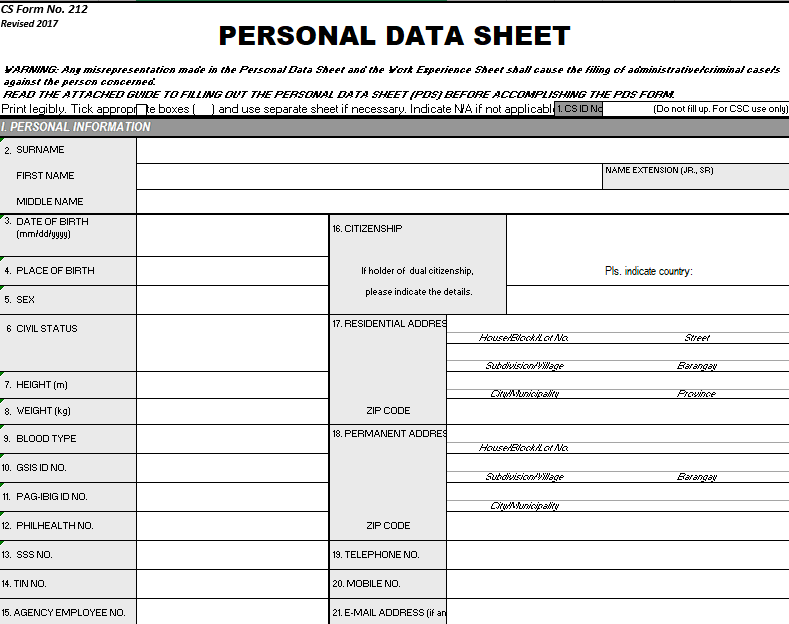 CS Form No. 212
Revised 2017
PERSONAL DATA SHEET
WARNING: Any misrepresentation made in the Personal Data Sheet and the Work Experience Sheet shall cause the filing of administrative/criminal case/s
against the person concerned.
READ THE ATTACHED GUIDE TO FILLING OUT THE PERSONAL DATA SHEET (PDS) BEFORE ACCOMPLISHING THE PDS FORM.
Print legibly. Tick appropr te boxes ( ) and use separate sheet if necessary. Indicate N/A if not applicabl 1. CS ID No (Do not fill up. For CSC use only)
I. PERSONAL INFORMATION
2. SURNAME
FIRST NAME
NAME EXTENSION (JR., SR)
MIDDLE NAME
3. DATE OF BIRTH
(mm/dd/yyyy)
16. CITIZENSHIP
4. PLACE OF BIRTH
If holder of dual citizenship,
Pls. indicate country:
5. SEX
please indicate the details.
6 CIVIL STATUS
17. RESIDENTIAL ADDRES
House/Block/Lot No. Street
Subdivision/Village Barangay
7. HEIGHT (m)
City/Municipality Province
8. WEIGHT (kg)
ZIP CODE
9. BLOOD TYPE
18. PERMANENT ADDRES
House/Block/Lot No.
10. GSIS ID NO.
Subdivision/Village Barangay
11. PAG-IBIG ID NO.
City/Municipality
12. PHILHEALTH NO.
ZIP CODE
13. SSS NO.
19. TELEPHONE NO.
14. TIN NO.
20. MOBILE NO.
15. AGENCY EMPLOYEE NO.
21. E-MAIL ADDRESS (if an